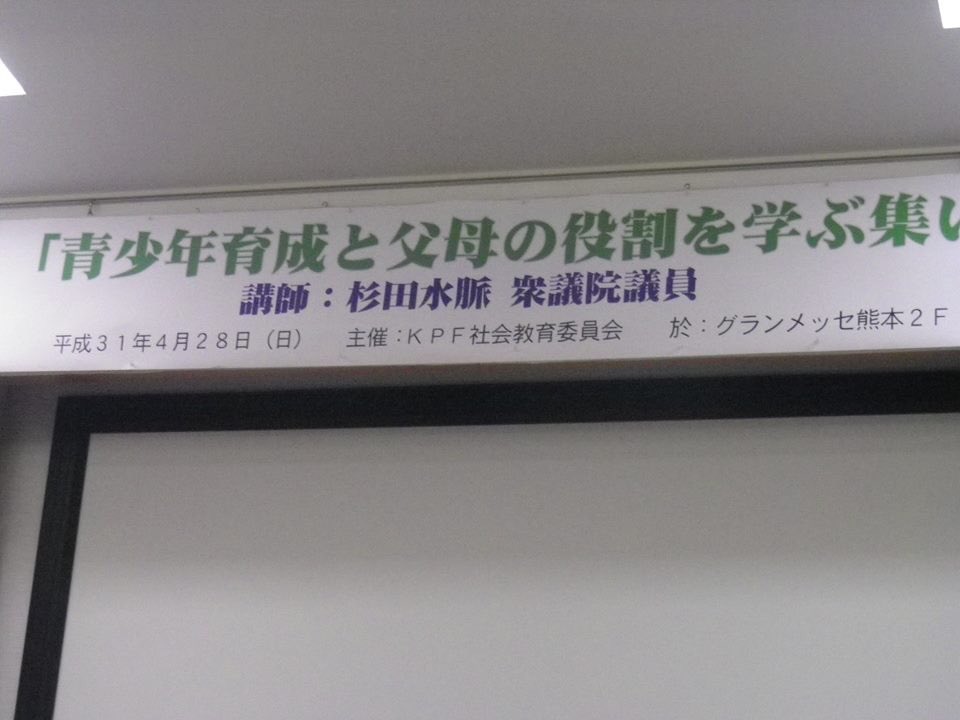 「青少年育成と父母の役割を学ぶ集い
講師：杉田水脈 衆議院議員
平成３１年４月２８日（日） 主催：ＫＰＦ社会教育委員会 於：グランメッセ熊本２Ｆ